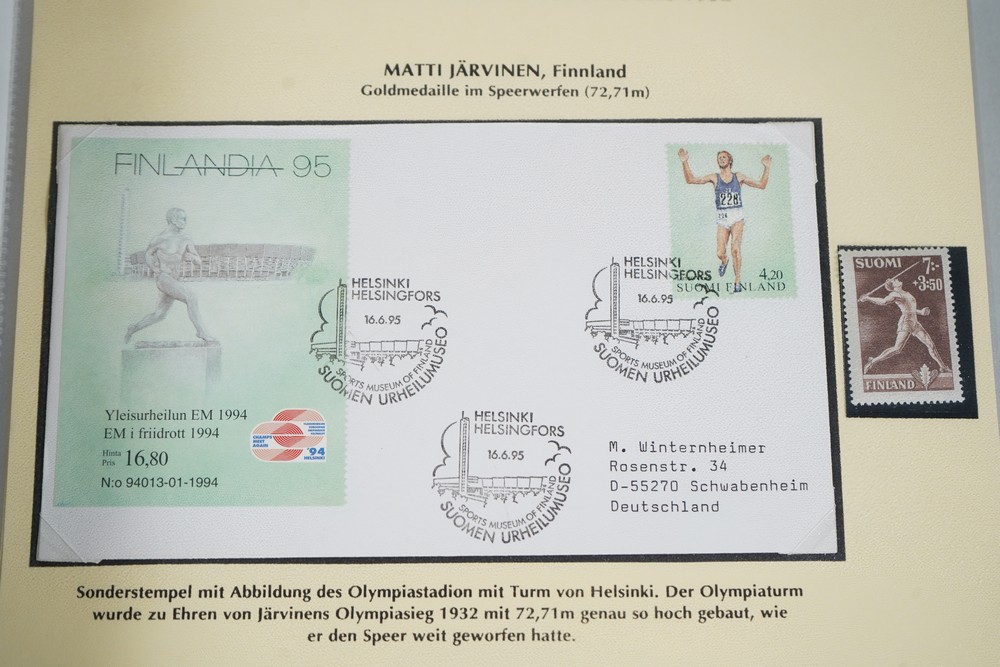 MATTI JÄRVINEN, Finnland
Goldmedaille im Speerwerfen (72,71m)
FINLANDIA 95
Yleisurheilun EM 1994
EM i friidrott 1994
Hinta
Pris 16,80
N:o 94013-01-1994
CHAMPS
MEET
AGAIN
'94
HELSINKI
HELSINKI
HELSINGFORS
16.6.95
SPORTS MUSEUM OF FINLAND
SUOMEN URHEILUMUSEO
HELSINKI
HELSINGFORS
16.6.95
SPORTS MUSEUM OF FINLAND
SUOMEN URHEILUMUSEO
228
4,20
SUOMI FINLAND
HELSINKI
HELSINGFORS
16.6.95
SPORTS MUSEUM OF FINLAND
SUOMEN URHEILUMUSEO
M. Winternheimer
Rosenstr. 34
D-55270 Schwabenheim
Deutschland
SUOMI 7:-
+3:50
FINLAND
Sonderstempel mit Abbildung des Olympiastadion mit Turm von Helsinki. Der Olympiaturm
wurde zu Ehren von Järvinens Olympiasieg 1932 mit 72,71m genau so hoch gebaut, wie
er den Speer weit geworfen hatte.